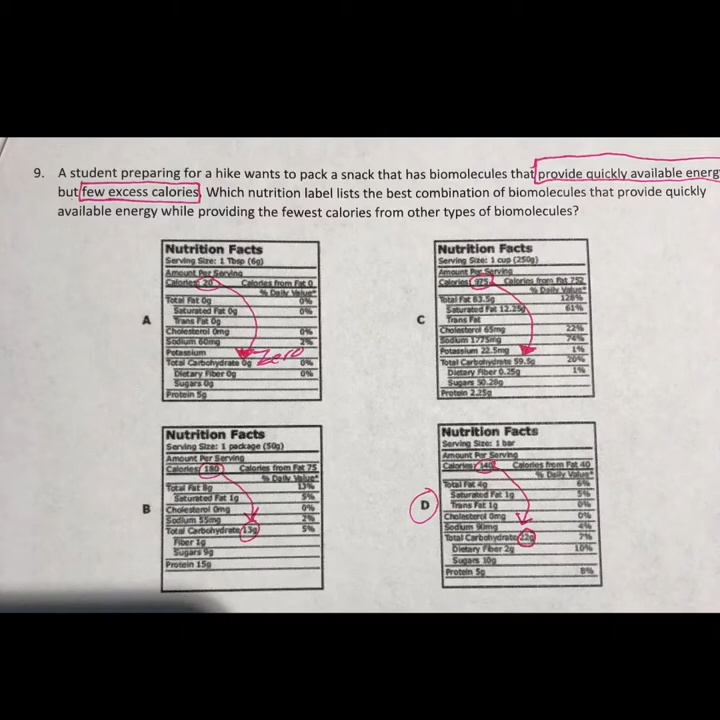 9. A student preparing for a hike wants to pack a snack that has biomolecules that provide quickly available energ
but few excess calories. Which nutrition label lists the best combination of biomolecules that provide quickly
available energy while providing the fewest calories from other types of biomolecules?
A
Nutrition Facts
Serving Size: 1 Tbsp (6g)
Amount Per Serving
Calories 20 Calories from Fat 0
% Daily Value*
Total Fat 0g 0%
Saturated Fat 0g 0%
Trans Fat 0g
Cholesterol 0mg 0%
Sodium 60mg 2%
Potassium
Total Carbohydrate 0g 0%
Zero
Dietary Fiber 0g 0%
Sugars 0g
Protein 5g
C
Nutrition Facts
Serving Size: 1 cup (250g)
Amount Per Serving
Calories 975 Calories from Fat 752
% Daily Value*
Total Fat 83.5g 128%
Saturated Fat 12.25g 61%
Trans Fat
Cholesterol 65mg 22%
Sodium 1775mg 74%
Potassium 22.5mg 1%
Total Carbohydrate 59.5g 20%
Dietary Fiber 0.25g 1%
Sugars 50.28g
Protein 2.25g
B
Nutrition Facts
Serving Size: 1 package (50g)
Amount Per Serving
Calories 180 Calories from Fat 75
% Daily Value*
Total Fat 8g 13%
Saturated Fat 1g 5%
Cholesterol 0mg 0%
Sodium 55mg 2%
Total Carbohydrate 13g 5%
Fiber 1g
Sugars 9g
Protein 15g
D
Nutrition Facts
Serving Size: 1 bar
Amount Per Serving
Calories 140 Calories from Fat 40
% Daily Value*
Total Fat 4g 6%
Saturated Fat 1g 5%
Trans Fat 1g 0%
Cholesterol 0mg 0%
Sodium 90mg 4%
Total Carbohydrate 22g 7%
Dietary Fiber 2g 10%
Sugars 10g
Protein 5g 8%